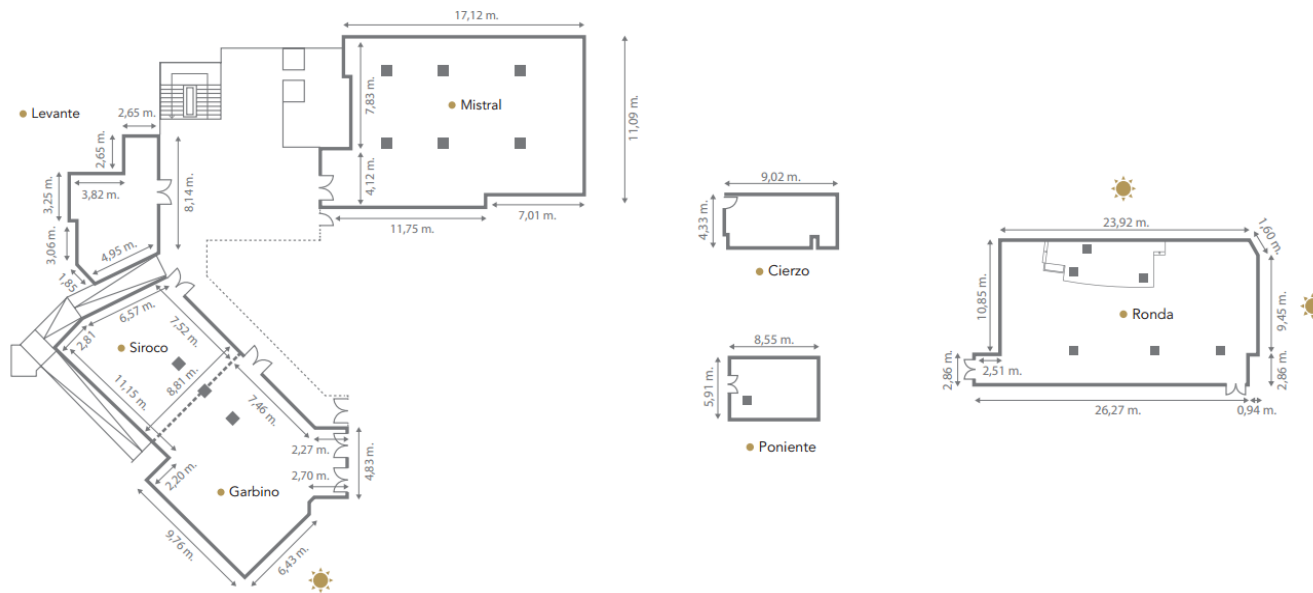 17,12 m.
Levante
2,65 m.
7,83 m.
Mistral
11,09 m.
2,65 m.
3,25 m.
3,82 m.
8,14 m.
4,12 m.
7,01 m.
11,75 m.
3,06 m.
4,95 m.
1,85
6,57 m.
7,52 m.
2,81
Siroco
11,15 m.
8,81 m.
7,46 m.
2,27 m.
4,83 m.
2,70 m.
2,20 m.
Garbino
9,76 m.
6,43 m.
9,02 m.
4,33 m.
Cierzo
8,55 m.
5,91 m.
Poniente
23,92 m.
1,60 m.
10,85 m.
Ronda
9,45 m.
2,86 m.
2,51 m.
2,86 m.
26,27 m.
0,94 m.